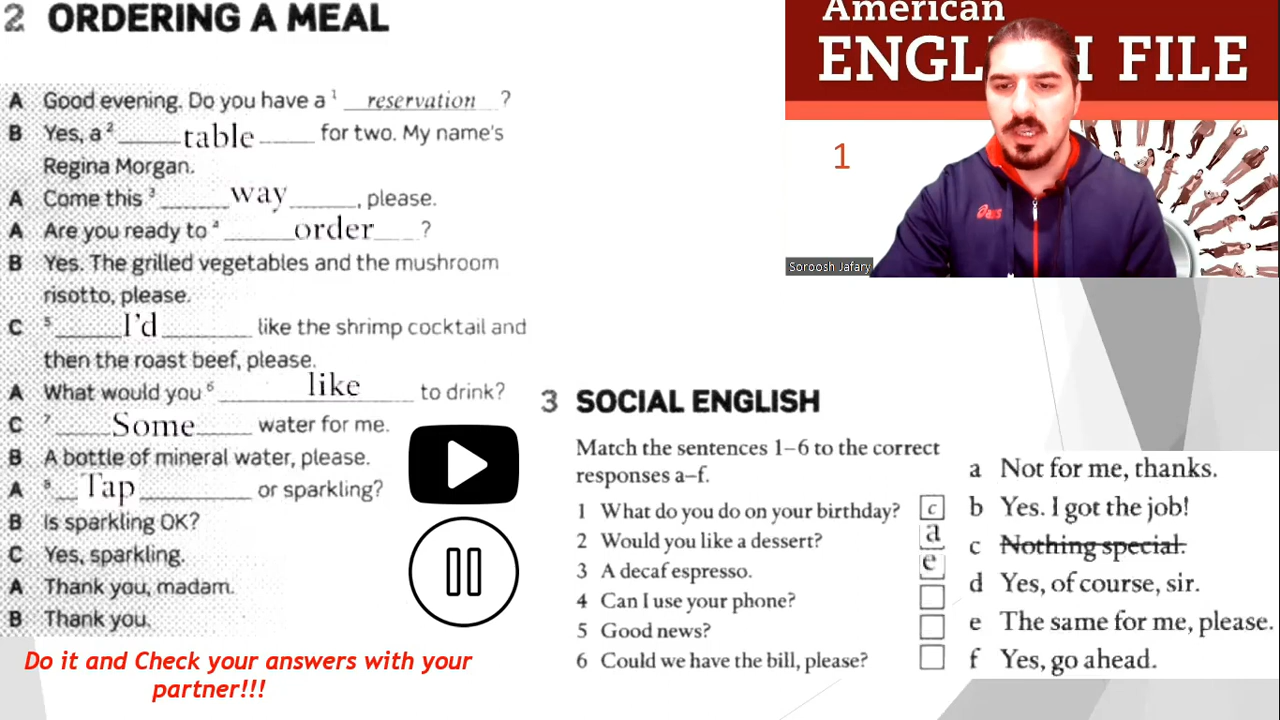 2 ORDERING A MEAL
A Good evening. Do you have a ¹ reservation ?
B Yes, a ² table for two. My name's
Regina Morgan.
A Come this ³ way, please.
A Are you ready to ⁴ order ?
B Yes. The grilled vegetables and the mushroom
risotto, please.
C ⁵ I'd like the shrimp cocktail and
then the roast beef, please.
A What would you ⁶ like to drink?
C ⁷ Some water for me.
B A bottle of mineral water, please.
A ⁸ Tap or sparkling?
B Is sparkling OK?
C Yes, sparkling.
A Thank you, madam.
B Thank you.
Do it and Check your answers with your
partner!!!
American
ENGL H FILE
1
asics
Soroosh Jafary
3 SOCIAL ENGLISH
Match the sentences 1–6 to the correct
responses a–f.
1 What do you do on your birthday? c
2 Would you like a dessert? a
3 A decaf espresso. e
4 Can I use your phone?
5 Good news?
6 Could we have the bill, please?
a Not for me, thanks.
b Yes. I got the job!
c Nothing special.
d Yes, of course, sir.
e The same for me, please.
f Yes, go ahead.